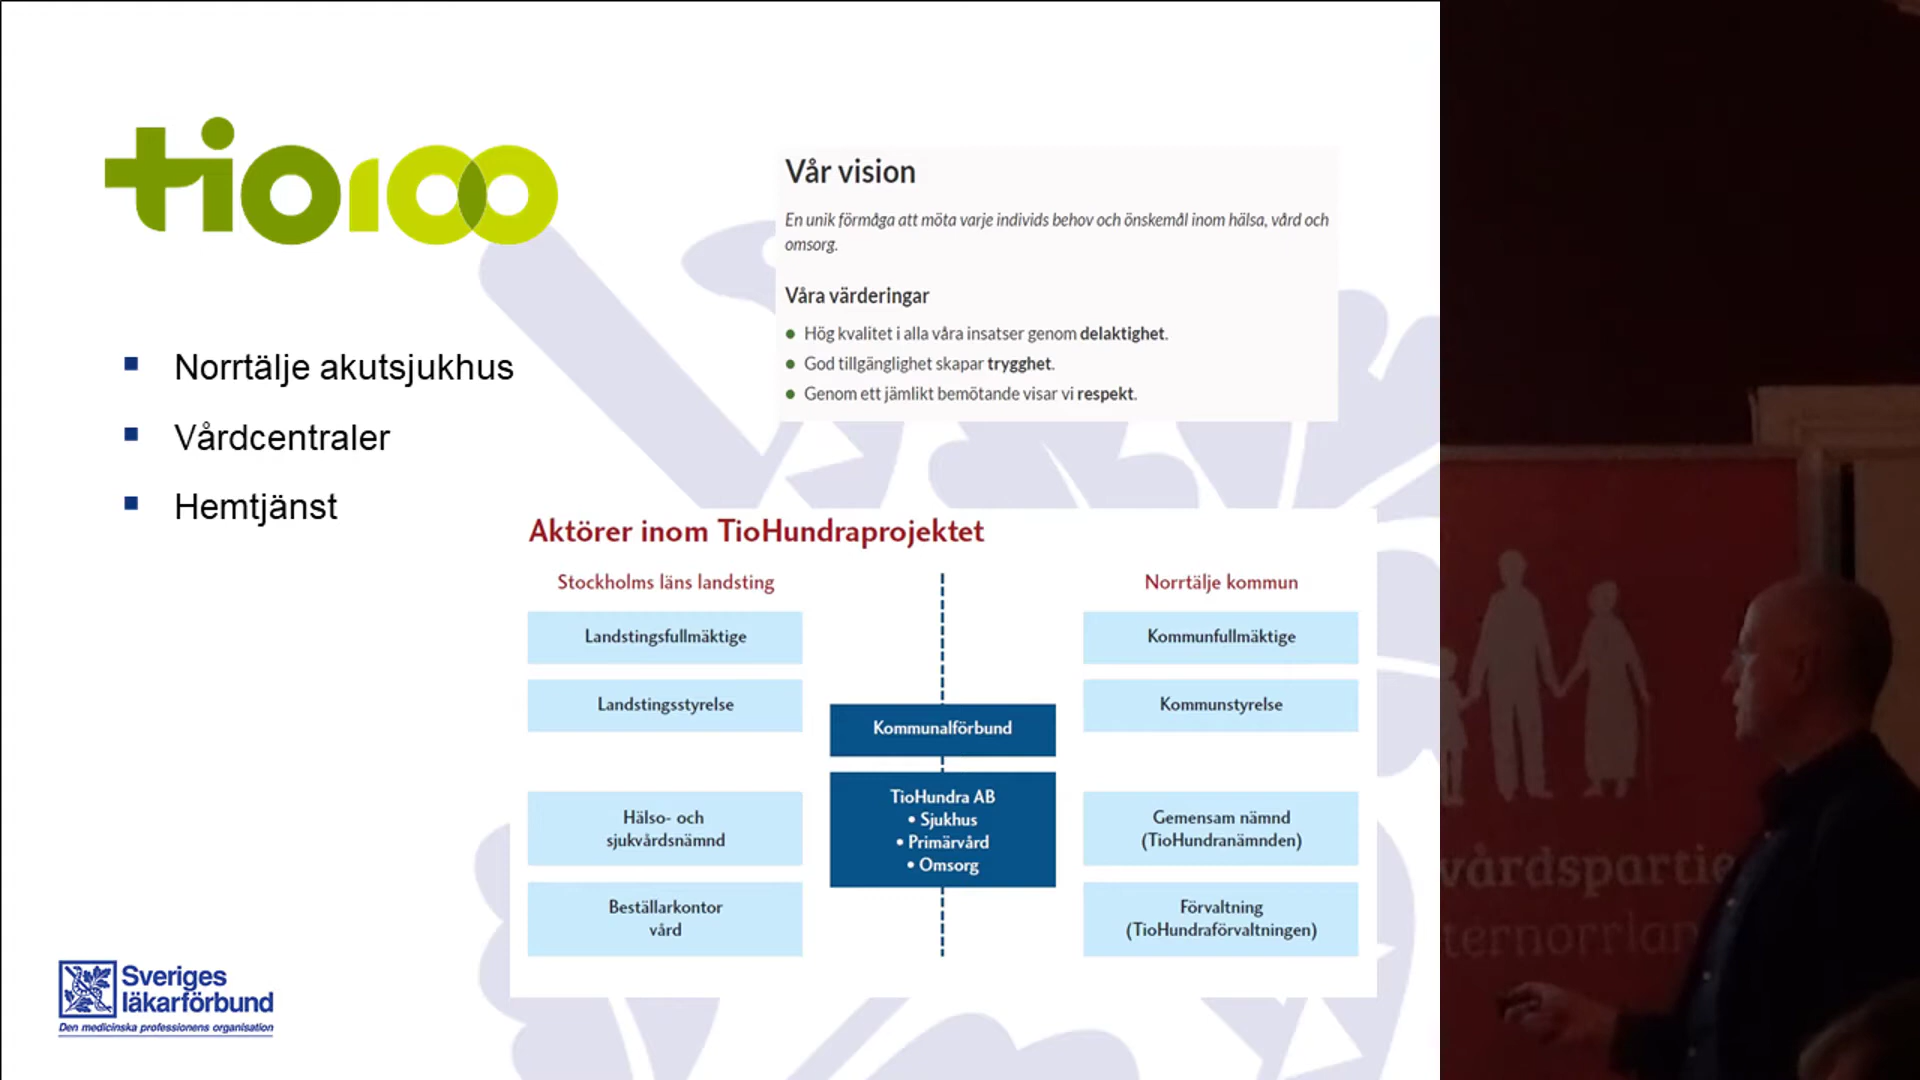 tio100
Norrtälje akutsjukhus
Vårdcentraler
Hemtjänst
Vår vision
En unik förmåga att möta varje individs behov och önskemål inom hälsa, vård och
omsorg.
Våra värderingar
Hög kvalitet i alla våra insatser genom delaktighet.
God tillgänglighet skapar trygghet.
Genom ett jämlikt bemötande visar vi respekt.
Aktörer inom TioHundraprojektet
Stockholms läns landsting
Landstingsfullmäktige
Landstingsstyrelse
Hälso- och
sjukvårdsnämnd
Beställarkontor
vård
Kommunalförbund
TioHundra AB
• Sjukhus
• Primärvård
• Omsorg
Norrtälje kommun
Kommunfullmäktige
Kommunstyrelse
Gemensam nämnd
(TioHundranämnden)
Förvaltning
(TioHundraförvaltningen)
Sveriges
läkarförbund
Den medicinska professionens organisation
vårdspartie
ternorrlan